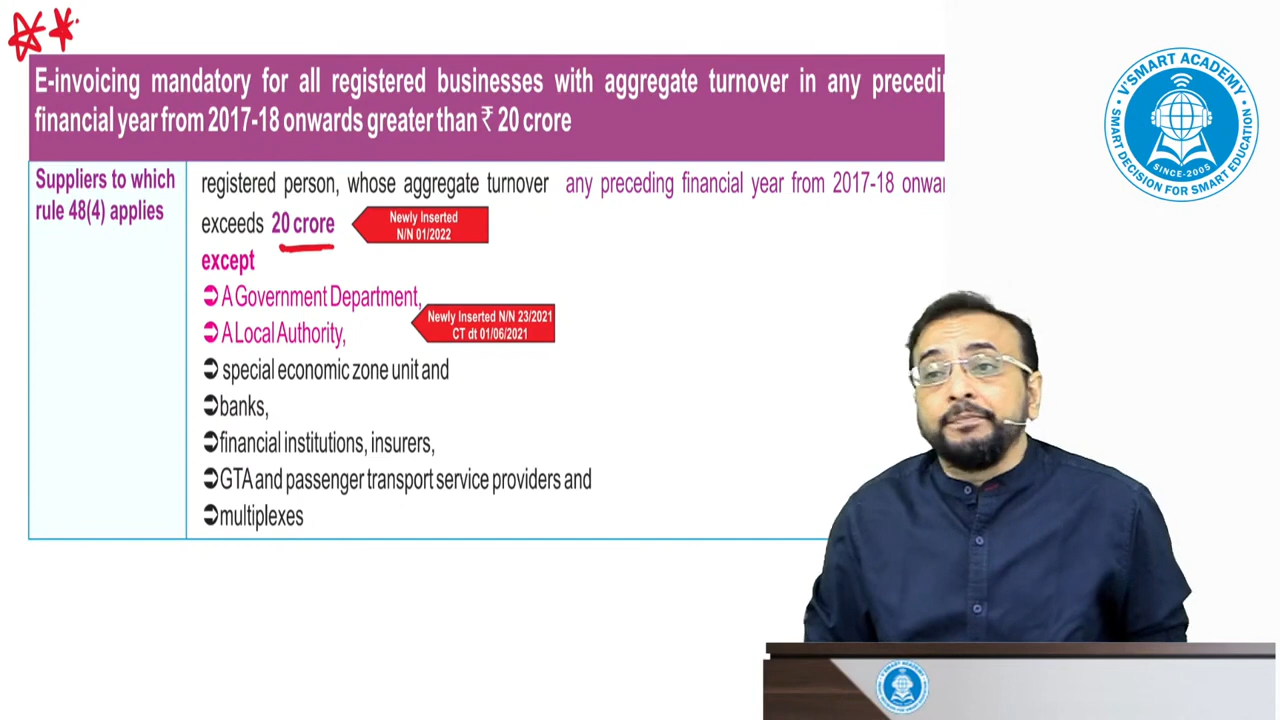 E-invoicing mandatory for all registered businesses with aggregate turnover in any
financial year from 2017-18 onwards greater than ₹ 20 crore
Suppliers to which
rule 48(4) applies
registered person, whose aggregate turnover any preceding financial year from 2017-18
exceeds 20 crore
Newly Inserted
N/N 01/2022
except
➲ A Government Department,
➲ A Local Authority,
Newly Inserted N/N 23/2021
CT dt 01/06/2021
➲ special economic zone unit and
➲ banks,
➲ financial institutions, insurers,
➲ GTA and passenger transport service providers and
➲ multiplexes
V'SMART ACADEMY
SINCE-2005
SMART DECISION FOR SMART EDUCATION